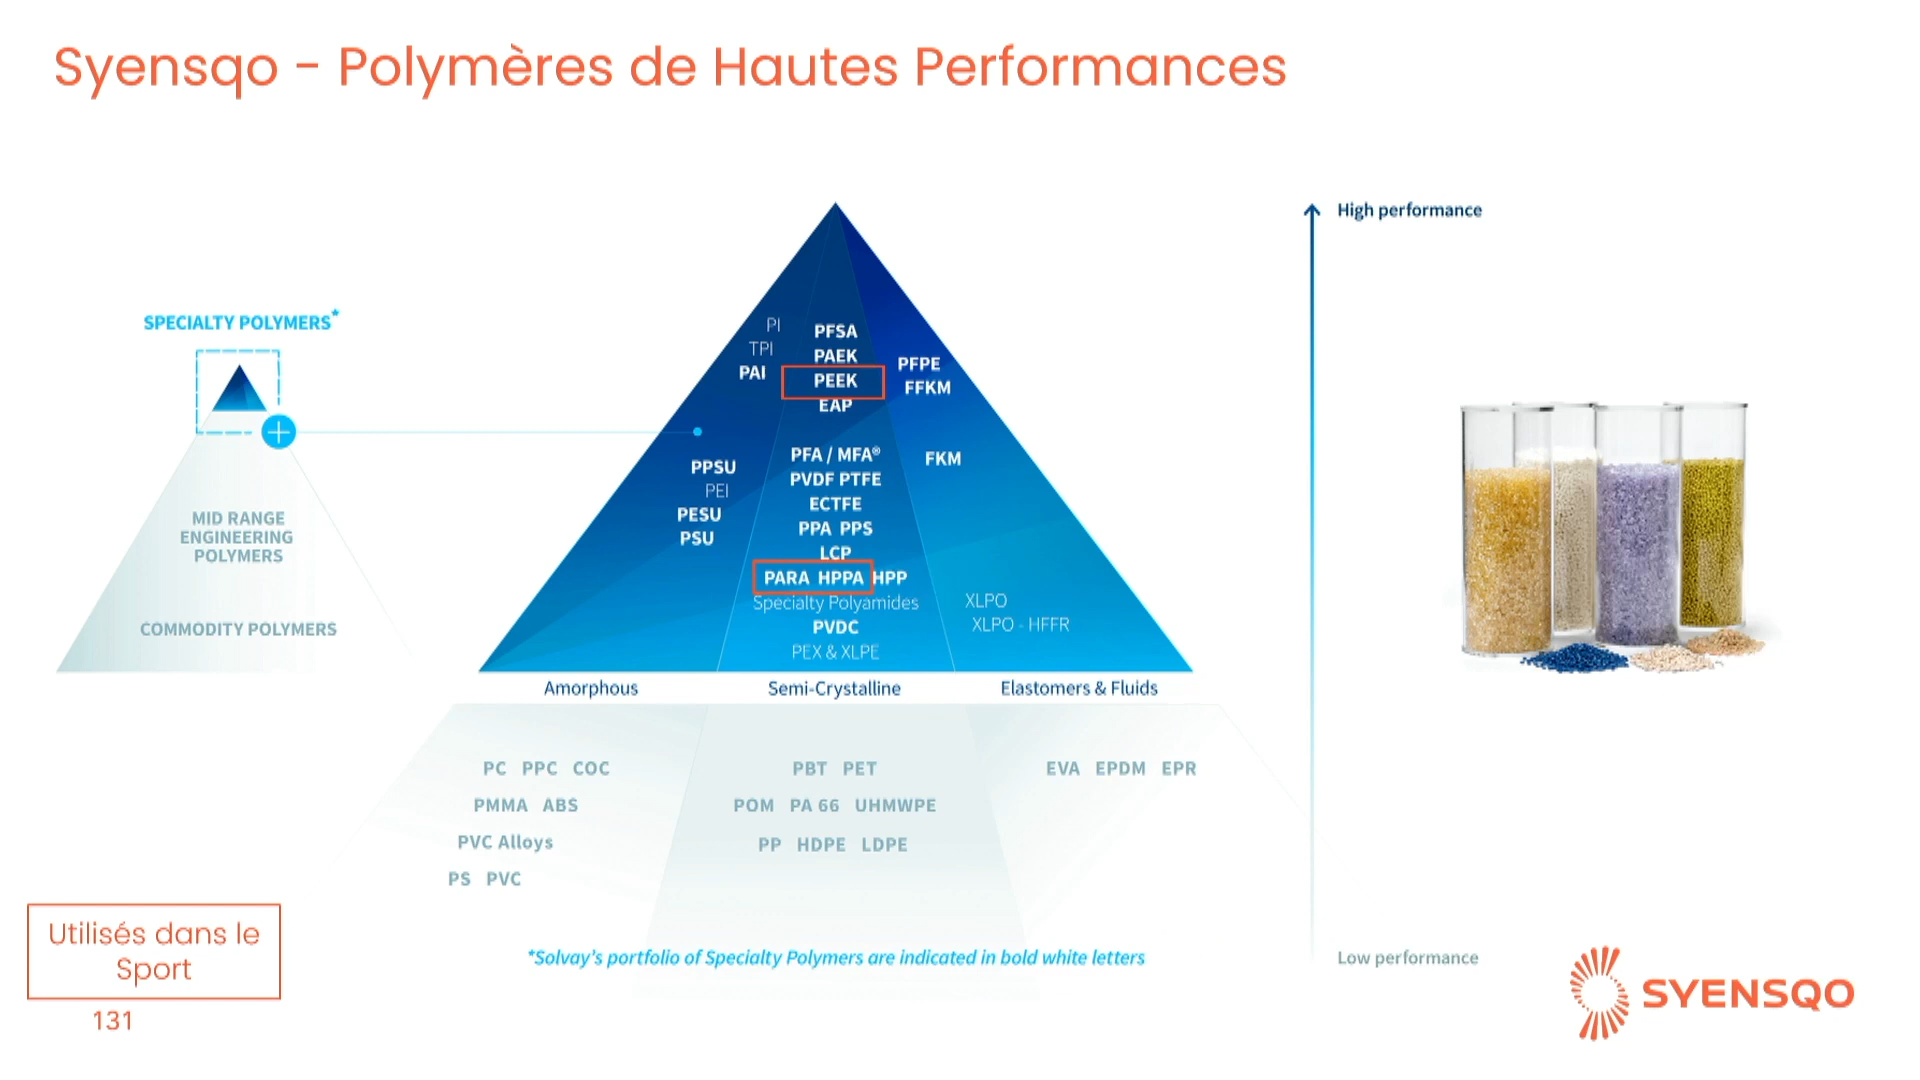 Syensqo - Polymères de Hautes Performances
High performance
SPECIALTY POLYMERS*
MID RANGE
ENGINEERING
POLYMERS
COMMODITY POLYMERS
PI
TPI
PAI
PFSA
PAEK
PEEK
EAP
PFPE
FFKM
PPSU
PEI
PESU
PSU
PFA / MFA®
PVDF PTFE
ECTFE
PPA PPS
LCP
PARA HPPA HPP
Specialty Polyamides
PVDC
PEX & XLPE
FKM
XLPO
XLPO - HFFR
Amorphous
Semi-Crystalline
Elastomers & Fluids
PC PPC COC
PMMA ABS
PVC Alloys
PS PVC
PBT PET
POM PA 66 UHMWPE
PP HDPE LDPE
EVA EPDM EPR
Utilisés dans le
Sport
*Solvay's portfolio of Specialty Polymers are indicated in bold white letters
Low performance
131
SYENSQO